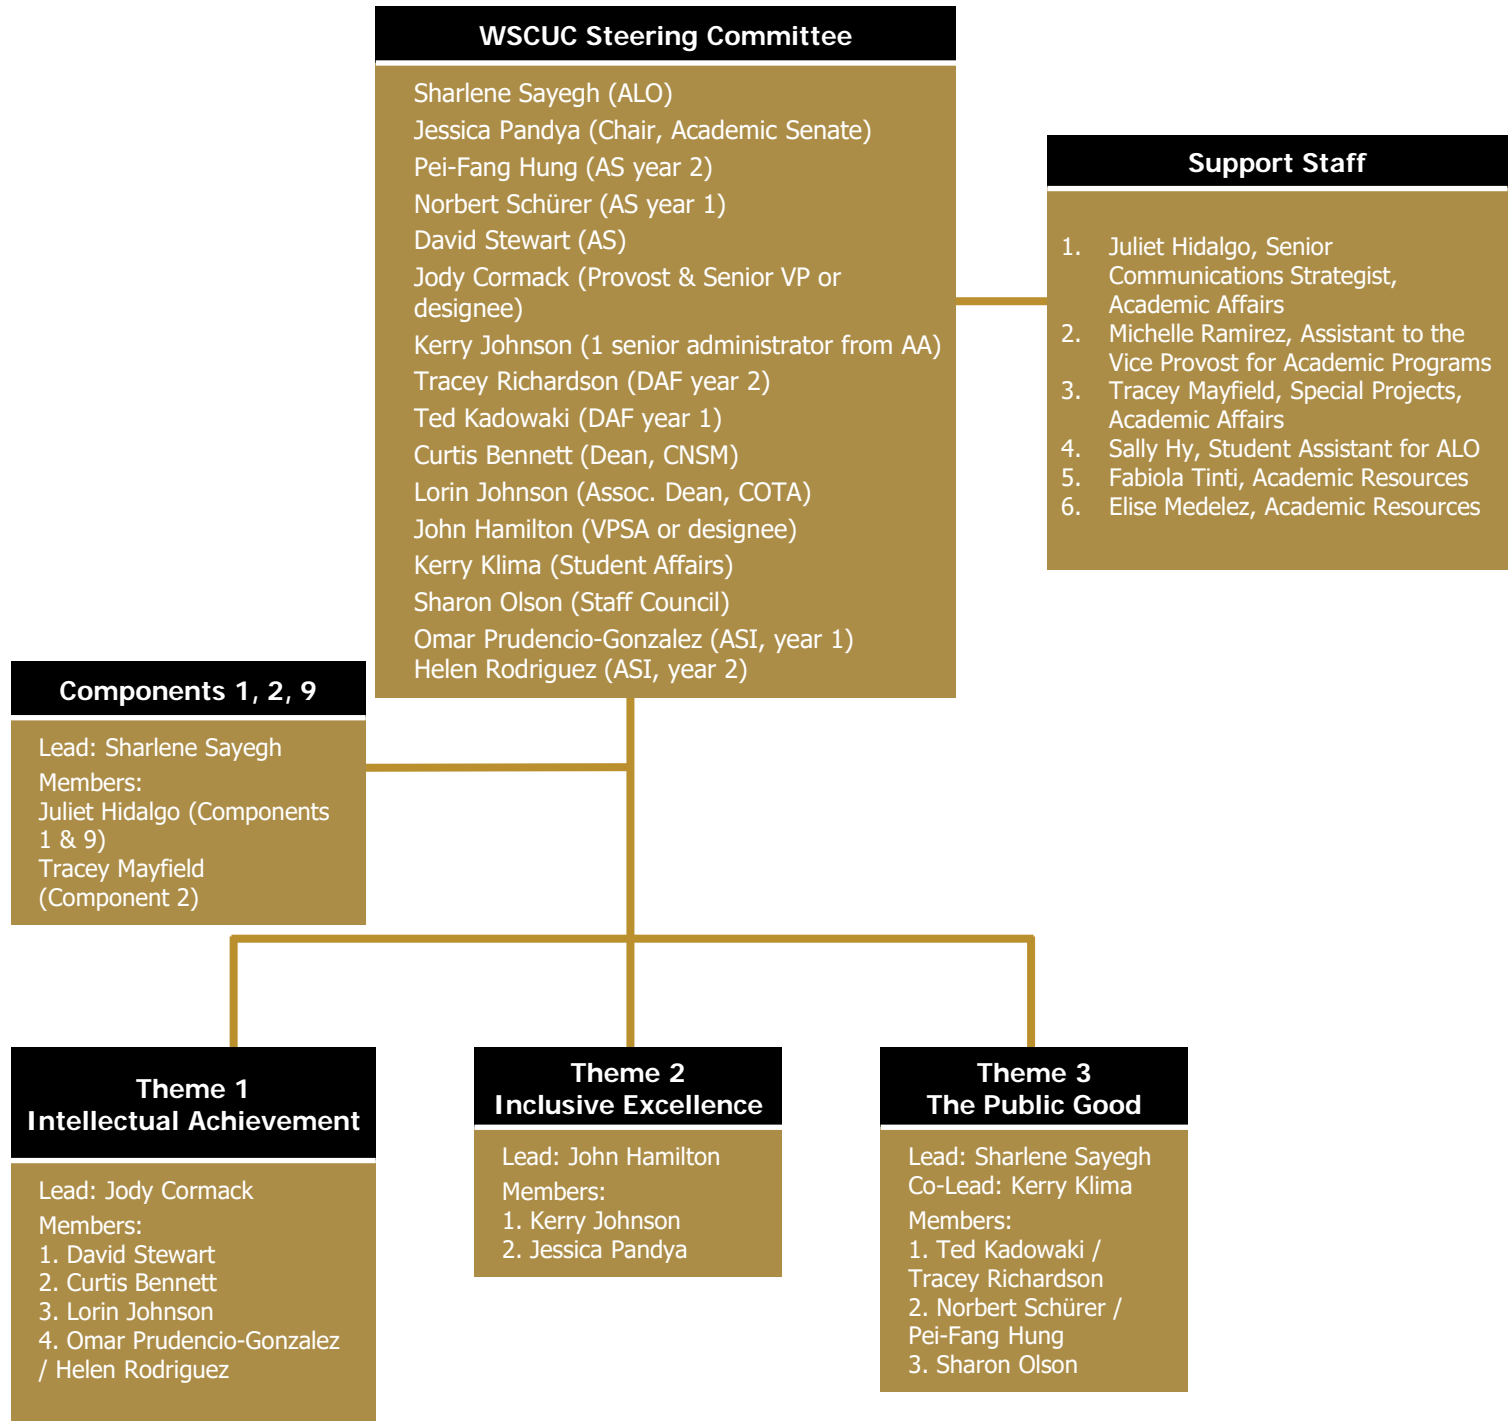 WSCUC Steering Committee
Sharlene Sayegh (ALO)
Jessica Pandya (Chair, Academic Senate)
Pei-Fang Hung (AS year 2)
Norbert Schürer (AS year 1)
David Stewart (AS)
Jody Cormack (Provost & Senior VP or
designee)
Kerry Johnson (1 senior administrator from AA)
Tracey Richardson (DAF year 2)
Ted Kadowaki (DAF year 1)
Curtis Bennett (Dean, CNSM)
Lorin Johnson (Assoc. Dean, COTA)
John Hamilton (VPSA or designee)
Kerry Klima (Student Affairs)
Sharon Olson (Staff Council)
Omar Prudencio-Gonzalez (ASI, year 1)
Helen Rodriguez (ASI, year 2)
Support Staff
1. Juliet Hidalgo, Senior
Communications Strategist,
Academic Affairs
2. Michelle Ramirez, Assistant to the
Vice Provost for Academic Programs
3. Tracey Mayfield, Special Projects,
Academic Affairs
4. Sally Hy, Student Assistant for ALO
5. Fabiola Tinti, Academic Resources
6. Elise Medelez, Academic Resources
Components 1, 2, 9
Lead: Sharlene Sayegh
Members:
Juliet Hidalgo (Components
1 & 9)
Tracey Mayfield
(Component 2)
Theme 1
Intellectual Achievement
Lead: Jody Cormack
Members:
1. David Stewart
2. Curtis Bennett
3. Lorin Johnson
4. Omar Prudencio-Gonzalez
/ Helen Rodriguez
Theme 2
Inclusive Excellence
Lead: John Hamilton
Members:
1. Kerry Johnson
2. Jessica Pandya
Theme 3
The Public Good
Lead: Sharlene Sayegh
Co-Lead: Kerry Klima
Members:
1. Ted Kadowaki /
Tracey Richardson
2. Norbert Schürer /
Pei-Fang Hung
3. Sharon Olson